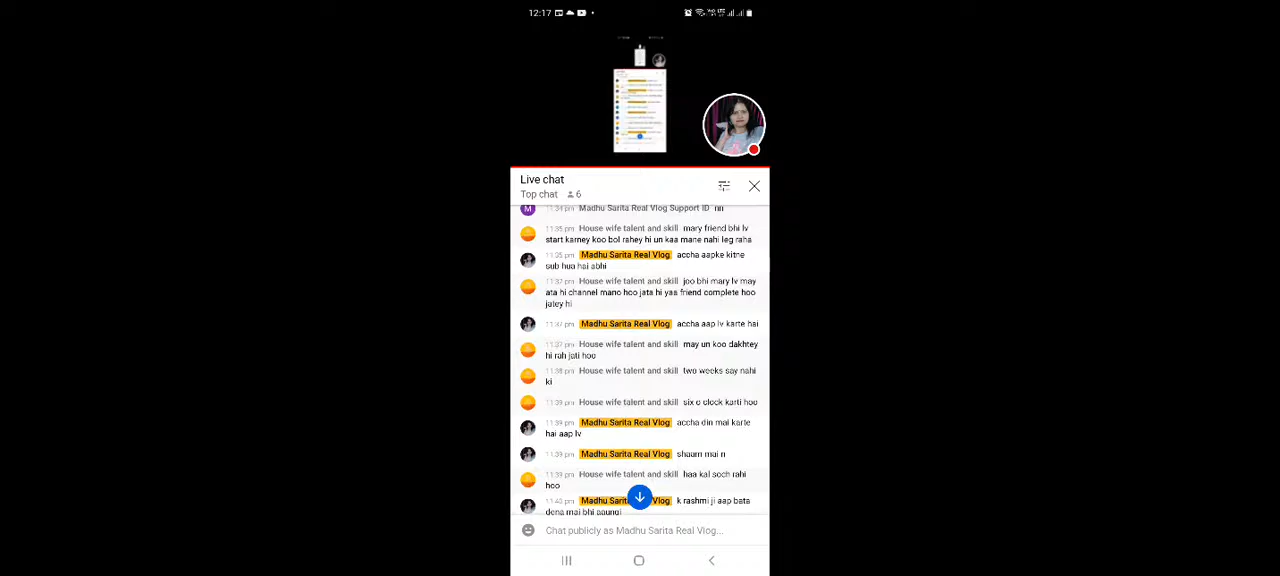 12:17
Live chat
Top chat 6
M 11:34 pm Madhu Sarita Real Vlog Support ID nn
11:35 pm House wife talent and skill mary friend bhi lv
start karney koo bol rahey hi un kaa mane nahi leg raha
11:35 pm Madhu Sarita Real Vlog accha aapke kitne
sub hua hai abhi
11:37 pm House wife talent and skill joo bhi mary lv may
ata hi channel mano hoo jata hi yaa friend complete hoo
jatey hi
11:37 pm Madhu Sarita Real Vlog accha aap lv karte hai
11:37 pm House wife talent and skill may un koo dakhtey
hi rah jati hoo
11:38 pm House wife talent and skill two weeks say nahi
ki
11:39 pm House wife talent and skill six o clock karti hoo
11:39 pm Madhu Sarita Real Vlog accha din mai karte
hai aap lv
11:39 pm Madhu Sarita Real Vlog shaam mai n
11:39 pm House wife talent and skill haa kal soch rahi
hoo
11:40 pm Madhu Sarita Real Vlog k rashmi ji aap bata
dena mai bhi aaungi
Chat publicly as Madhu Sarita Real Vlog...